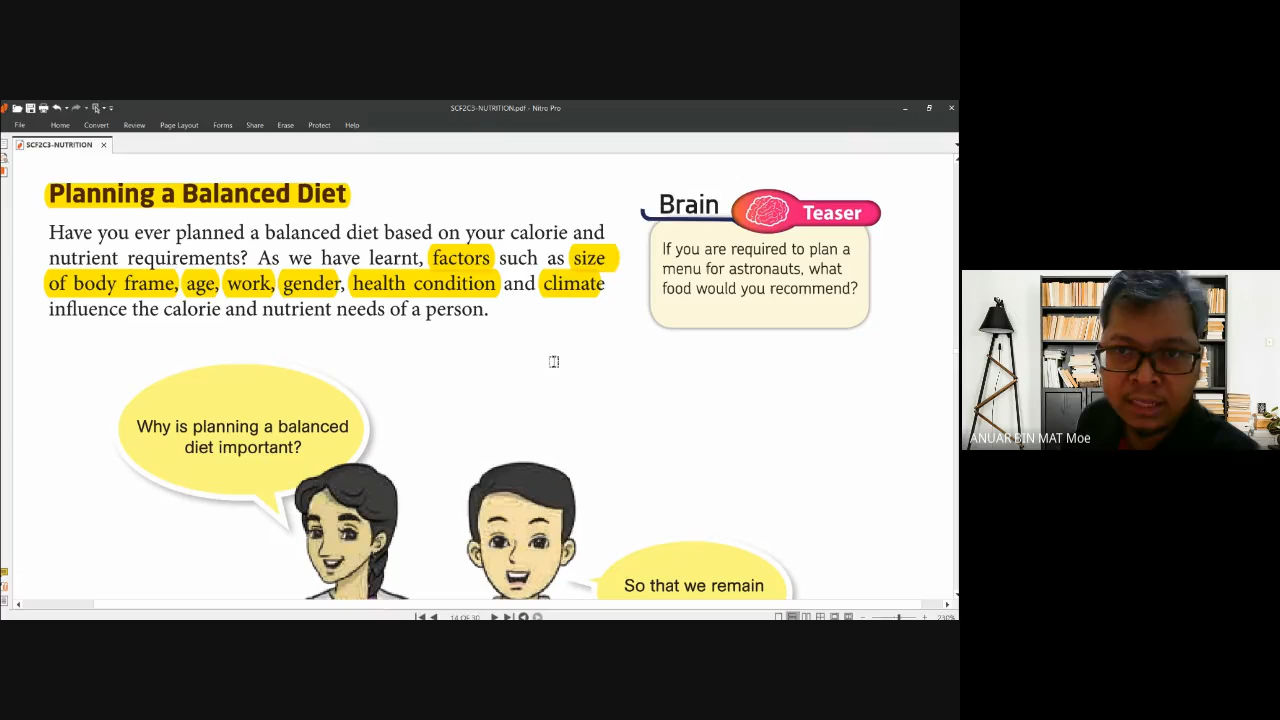 SCF2C3-NUTRITION.pdf - Nitro Pro
File Home Convert Review Page Layout Forms Share Erase Protect Help
SCF2C3-NUTRITION
Planning a Balanced Diet
Have you ever planned a balanced diet based on your calorie and
nutrient requirements? As we have learnt, factors such as size
of body frame, age, work, gender, health condition and climate
influence the calorie and nutrient needs of a person.
Brain Teaser
If you are required to plan a
menu for astronauts, what
food would you recommend?
Why is planning a balanced
diet important?
So that we remain
14 OF 30
230%
ANUAR BIN MAT Moe